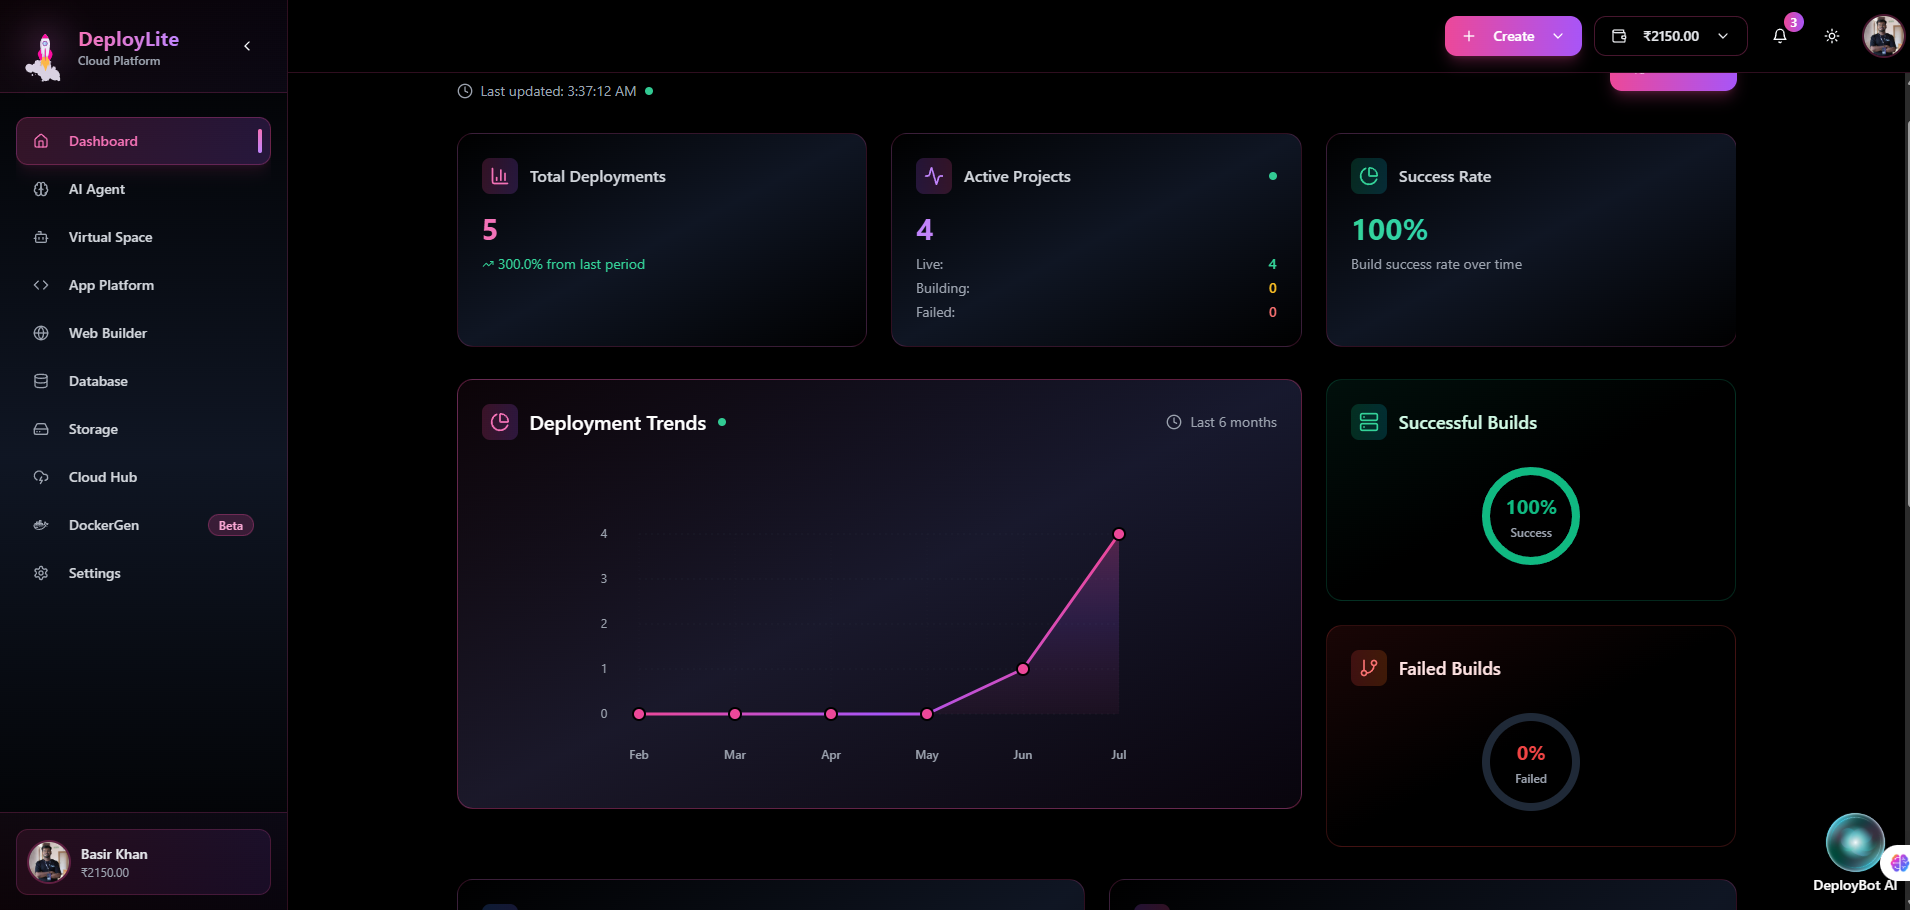 DeployLite
Cloud Platform
Dashboard
AI Agent
Virtual Space
App Platform
Web Builder
Database
Storage
Cloud Hub
DockerGen
Beta
Settings
Basir Khan
₹2150.00
Create
₹2150.00
3
Last updated: 3:37:12 AM
Total Deployments
5
300.0% from last period
Active Projects
4
Live: 4
Building: 0
Failed: 0
Success Rate
100%
Build success rate over time
Deployment Trends
Last 6 months
4
3
2
1
0
Feb Mar Apr May Jun Jul
Successful Builds
100%
Success
Failed Builds
0%
Failed
DeployBot AI